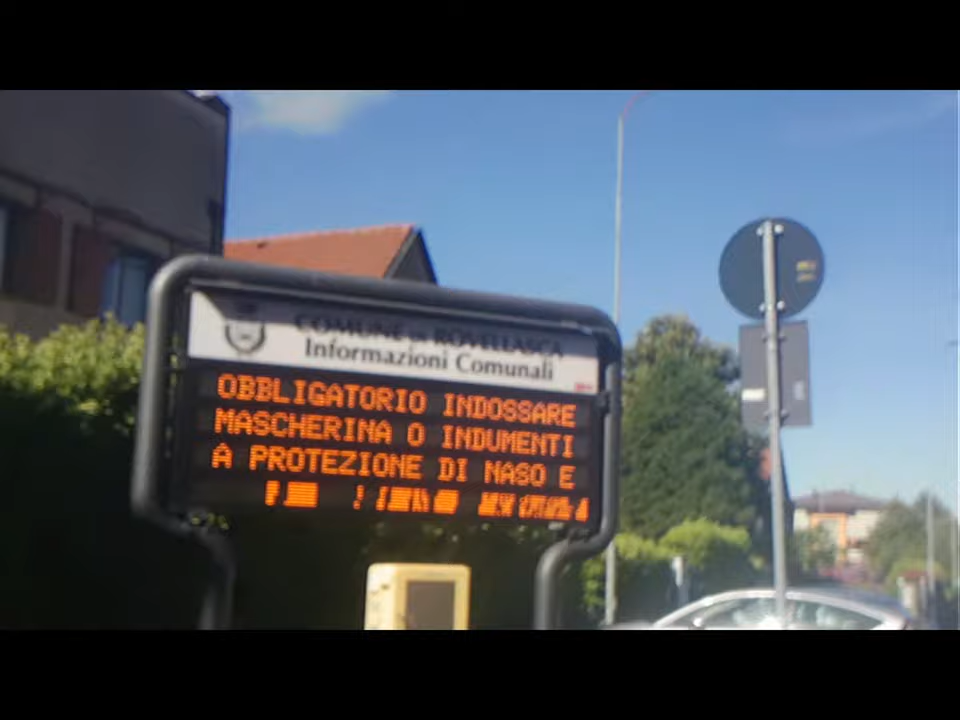 COMUNE DI ROVELLASCA
Informazioni Comunali
OBBLIGATORIO INDOSSARE
MASCHERINA O INDUMENTI
A PROTEZIONE DI NASO E